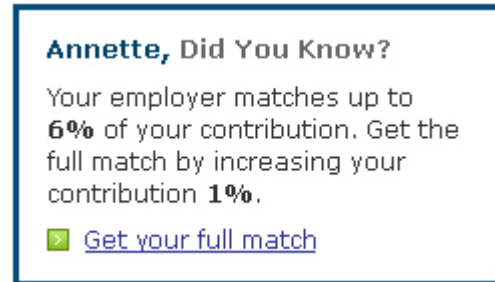 Annette, Did You Know?
Your employer matches up to
6% of your contribution. Get the
full match by increasing your
contribution 1%.
Get your full match